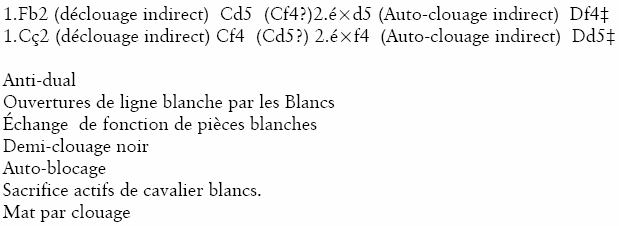 1.Fb2 (déclouage indirect) Cd5 (Cf4?)2.é×d5 (Auto-clouage indirect) Df4‡
1.Cç2 (déclouage indirect) Cf4 (Cd5?) 2.é×f4 (Auto-clouage indirect) Dd5‡
Anti-dual
Ouvertures de ligne blanche par les Blancs
Échange de fonction de pièces blanches
Demi-clouage noir
Auto-blocage
Sacrifice actifs de cavalier blancs.
Mat par clouage